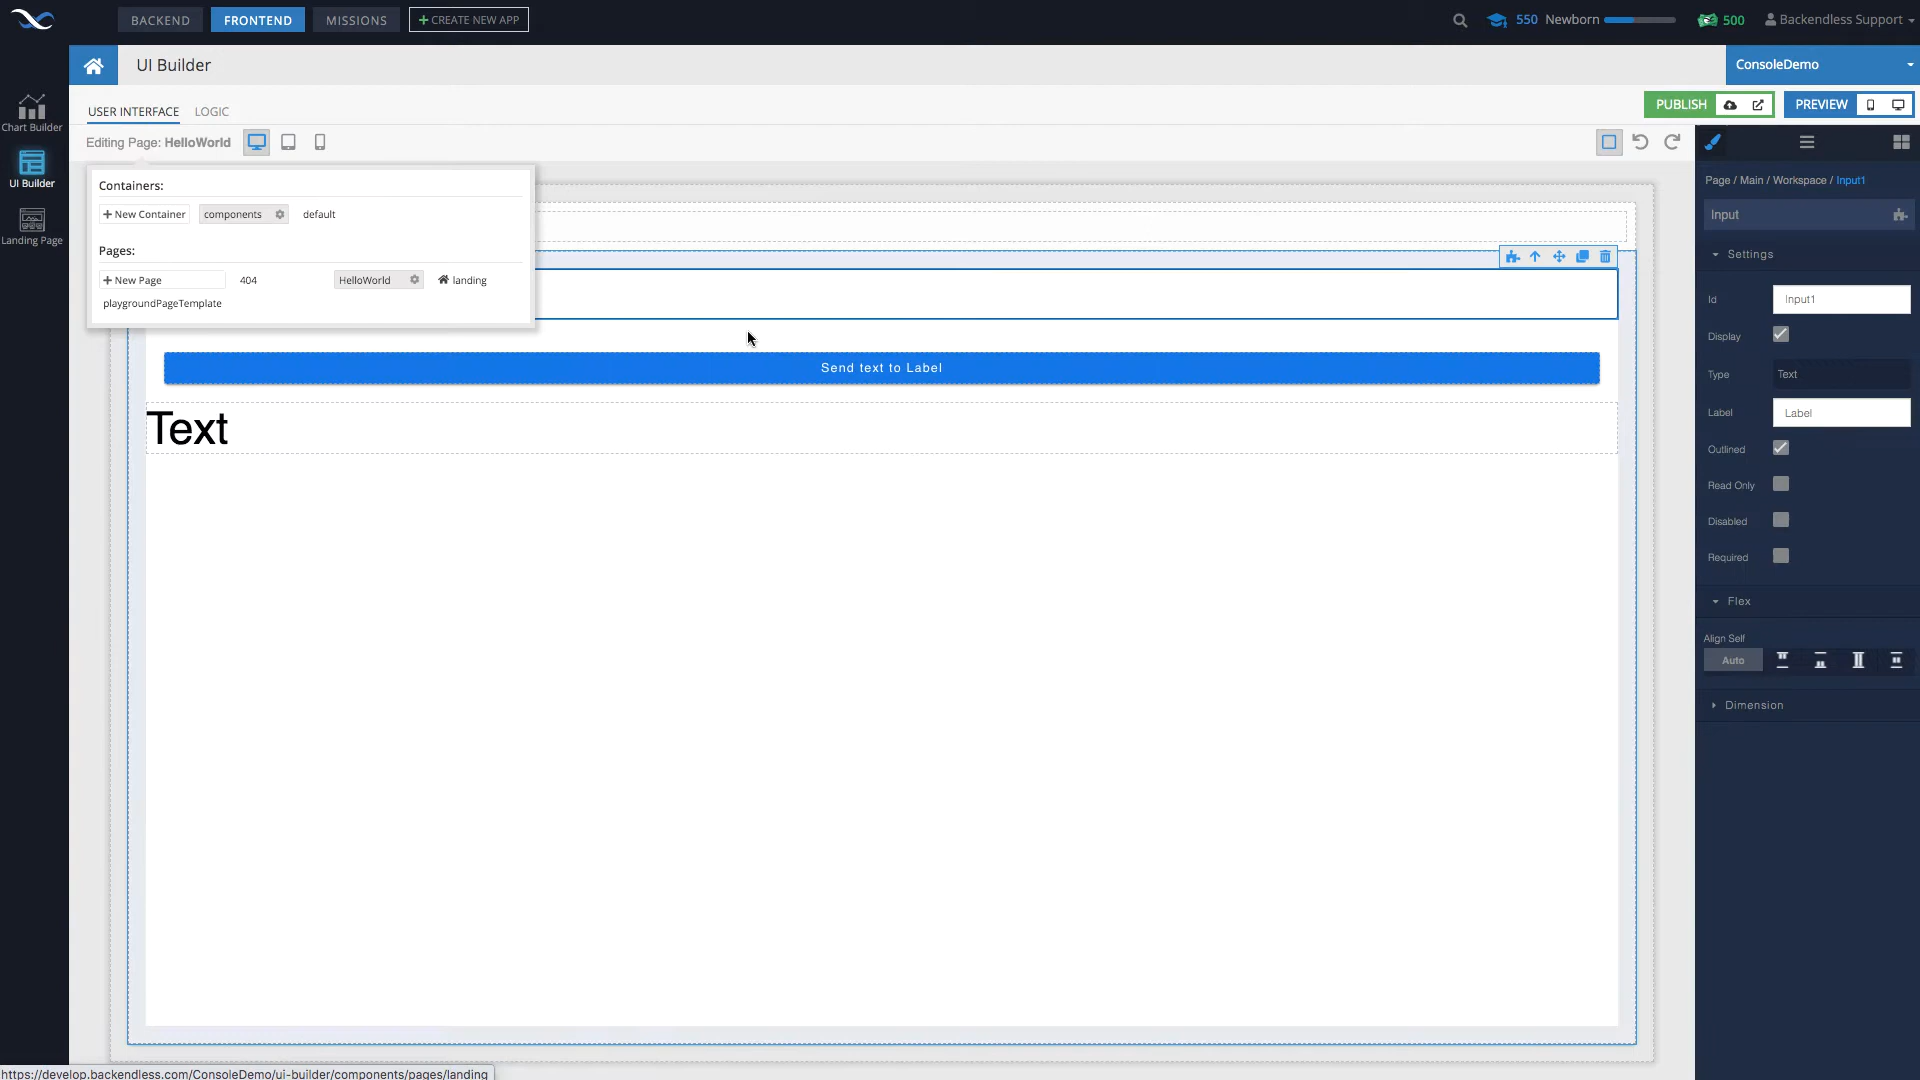 BACKEND FRONTEND MISSIONS + CREATE NEW APP 550 Newborn 500 Backendless Support
UI Builder ConsoleDemo
USER INTERFACE LOGIC PUBLISH PREVIEW
Editing Page: HelloWorld
Chart Builder
UI Builder
Landing Page
Containers:
+ New Container components default
Pages:
+ New Page 404 HelloWorld landing
playgroundPageTemplate
Send text to Label
Text
Page / Main / Workspace / Input1
Input
Settings
Id Input1
Display
Type Text
Label Label
Outlined
Read Only
Disabled
Required
Flex
Align Self
Auto
Dimension
https://develop.backendless.com/ConsoleDemo/ui-builder/components/pages/landing